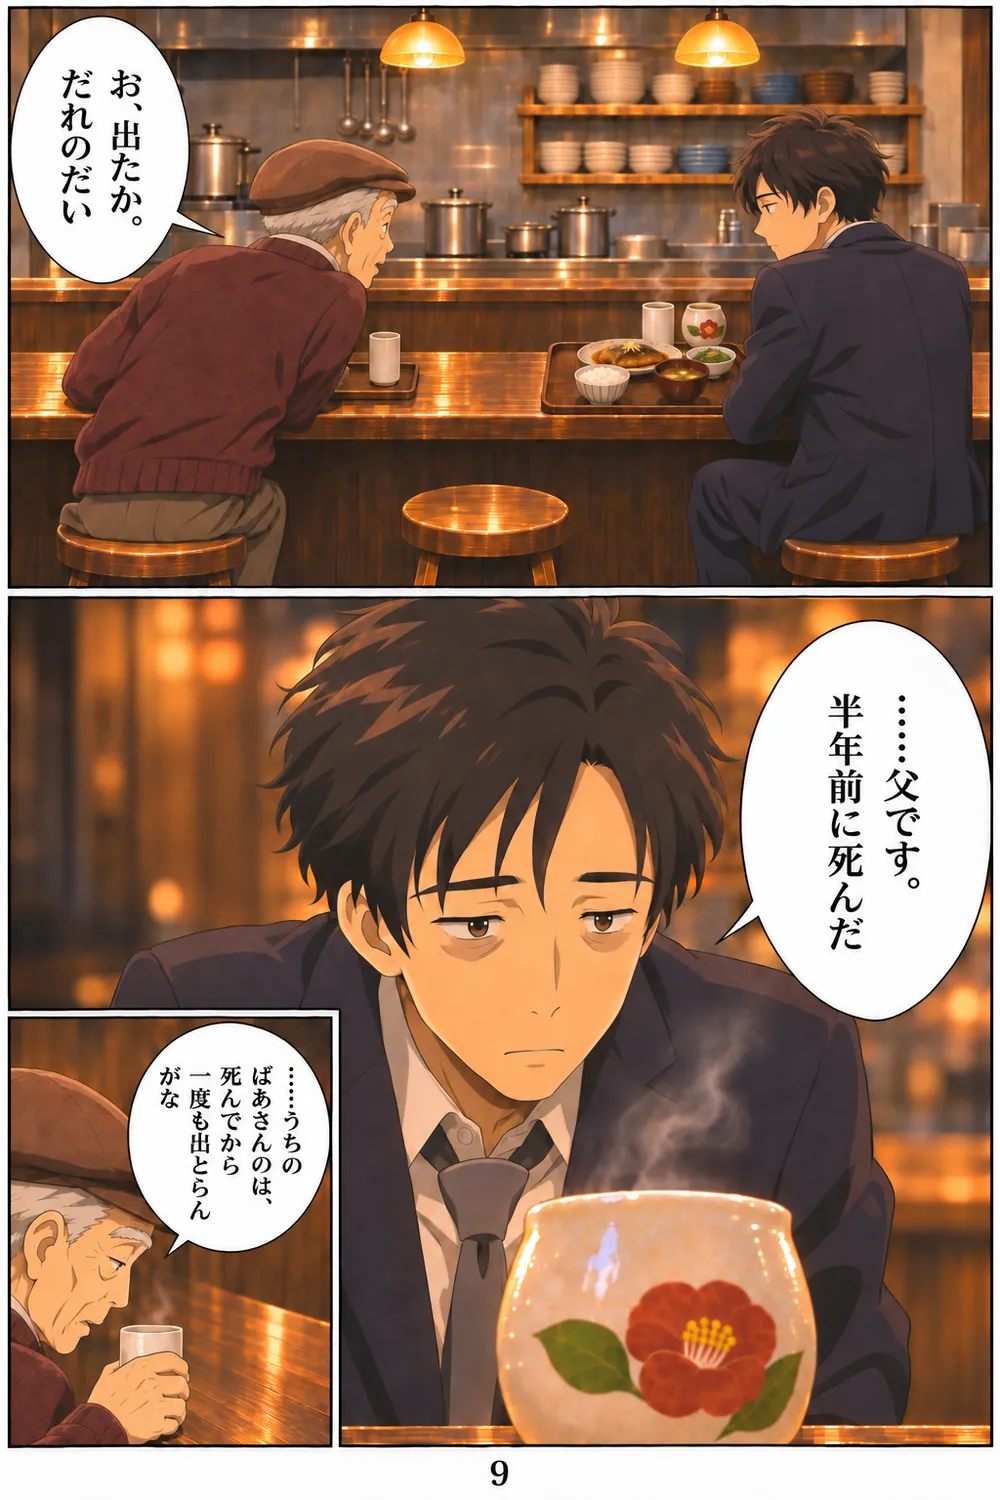 お、出たか。
だれのだい
……父です。
半年前に死んだ
……うちの
ばあさんのは、
死んでから
一度も出とらん
がな
9